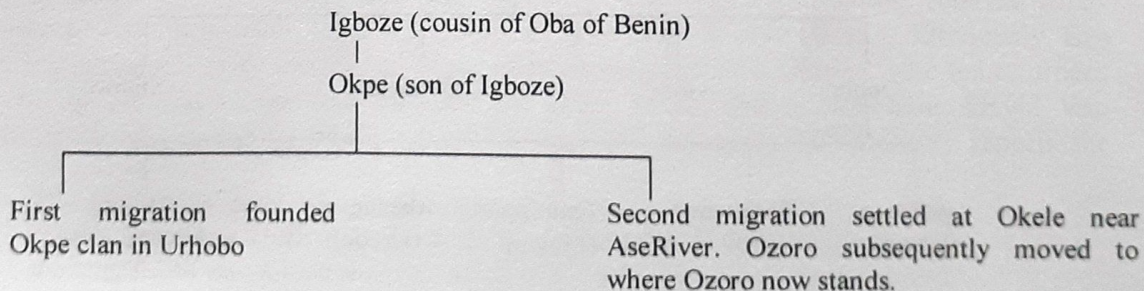 Igboze (cousin of Oba of Benin)
Okpe (son of Igboze)
First migration founded
Okpe clan in Urhobo
Second migration settled at Okele near
AseRiver. Ozoro subsequently moved to
where Ozoro now stands.